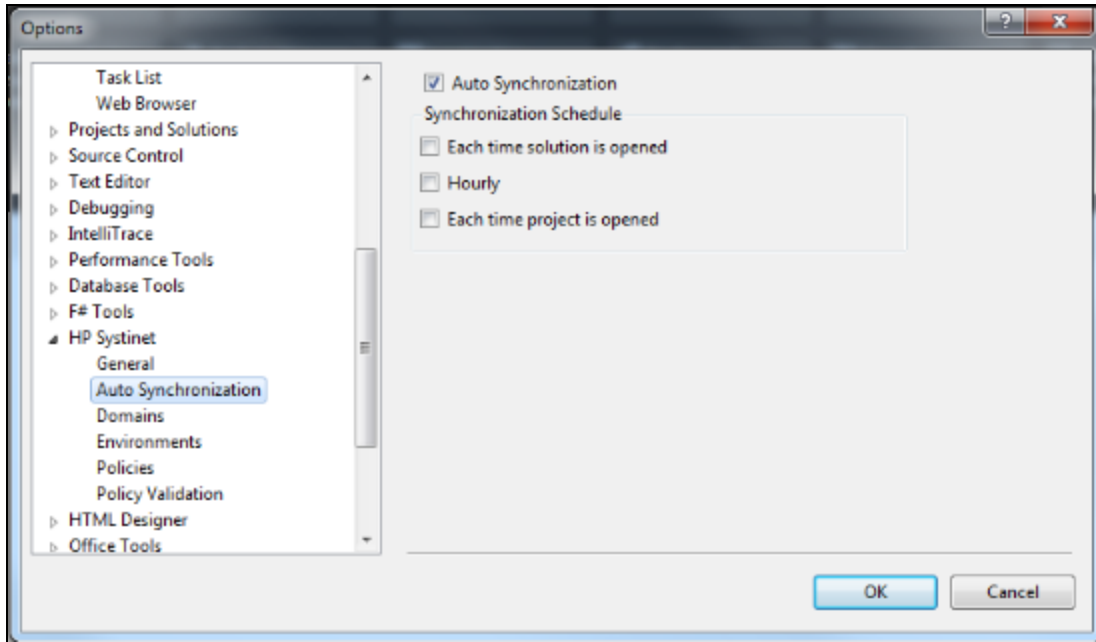 Options
Task List
Web Browser
Projects and Solutions
Source Control
Text Editor
Debugging
IntelliTrace
Performance Tools
Database Tools
F# Tools
HP Systinet
General
Auto Synchronization
Domains
Environments
Policies
Policy Validation
HTML Designer
Office Tools
Auto Synchronization
Synchronization Schedule
Each time solution is opened
Hourly
Each time project is opened
OK
Cancel